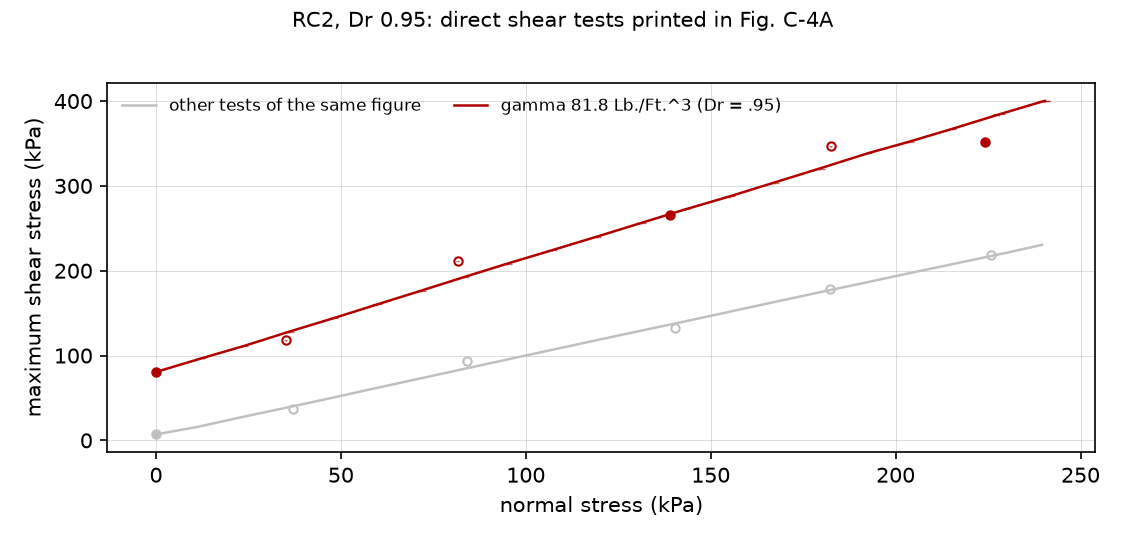 RC2, Dr 0.95: direct shear tests printed in Fig. C-4A
other tests of the same figure
gamma 81.8 Lb./Ft.^3 (Dr = .95)
maximum shear stress (kPa)
400
300
200
100
0
0 50 100 150 200 250
normal stress (kPa)